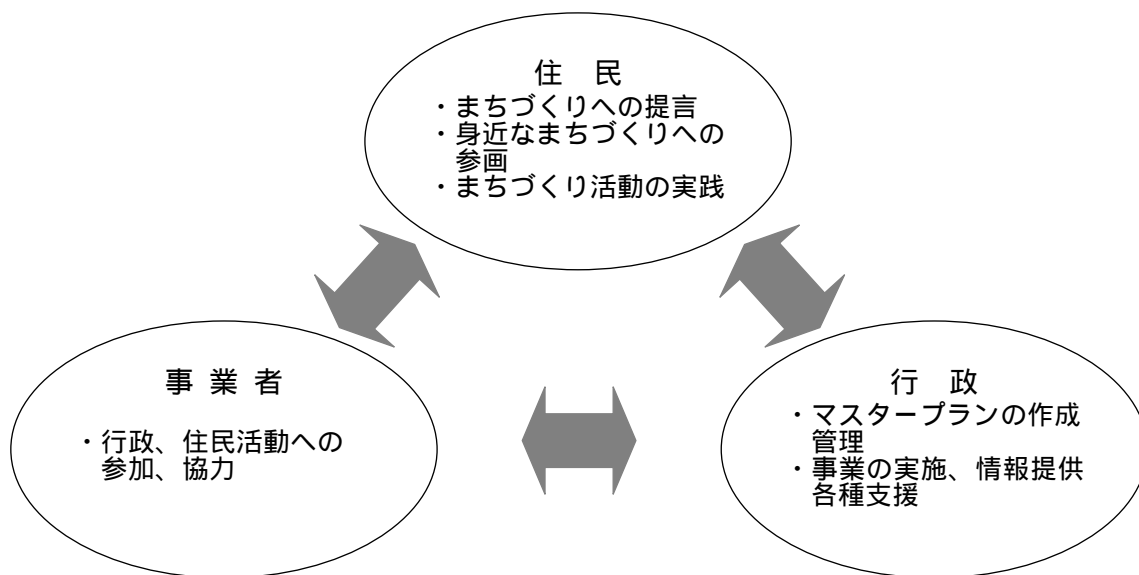 住　民
・まちづくりへの提言
・身近なまちづくりへの
参画
・まちづくり活動の実践
事 業 者
・行政、住民活動への
参加、協力
行　政
・マスタープランの作成
管理
・事業の実施、情報提供
各種支援